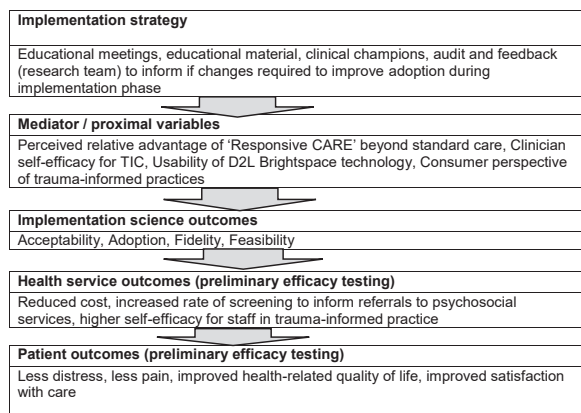 Implementation strategy
Educational meetings, educational material, clinical champions, audit and feedback
(research team) to inform if changes required to improve adoption during
implementation phase
Mediator / proximal variables
Perceived relative advantage of ‘Responsive CARE’ beyond standard care, Clinician
self-efficacy for TIC, Usability of D2L Brightspace technology, Consumer perspective
of trauma-informed practices
Implementation science outcomes
Acceptability, Adoption, Fidelity, Feasibility
Health service outcomes (preliminary efficacy testing)
Reduced cost, increased rate of screening to inform referrals to psychosocial
services, higher self-efficacy for staff in trauma-informed practice
Patient outcomes (preliminary efficacy testing)
Less distress, less pain, improved health-related quality of life, improved satisfaction
with care